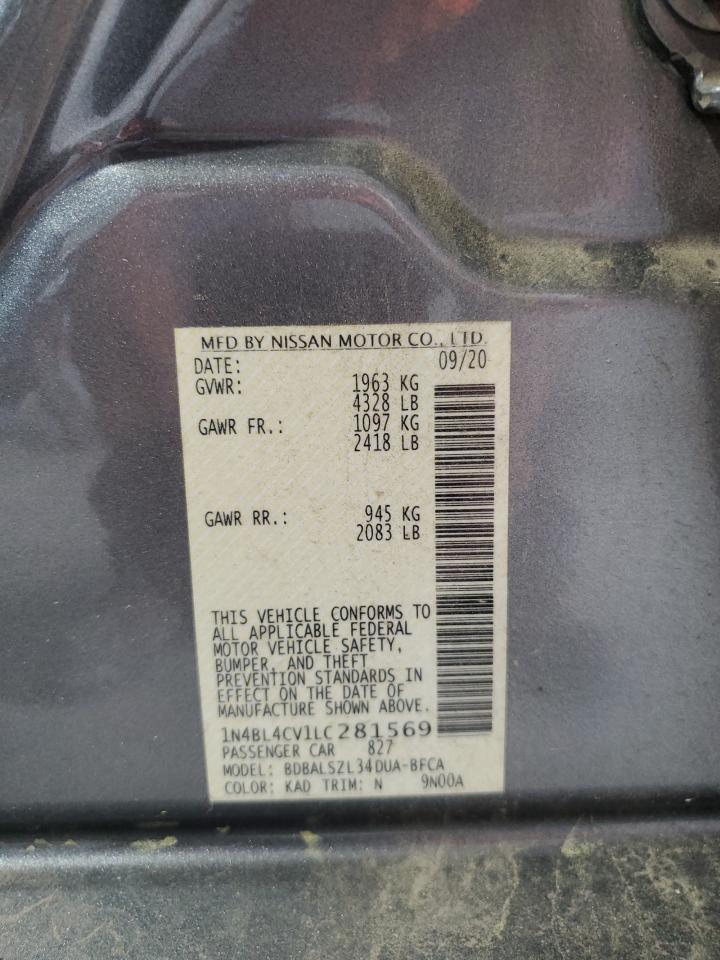 MFD BY NISSAN MOTOR CO., LTD.
DATE: 09/20
GVWR: 1963 KG
4328 LB
GAWR FR.: 1097 KG
2418 LB
GAWR RR.: 945 KG
2083 LB
THIS VEHICLE CONFORMS TO
ALL APPLICABLE FEDERAL
MOTOR VEHICLE SAFETY,
BUMPER, AND THEFT
PREVENTION STANDARDS IN
EFFECT ON THE DATE OF
MANUFACTURE SHOWN ABOVE.
1N4BL4CV1LC281569
PASSENGER CAR 827
MODEL: BDBALSZL34DUA-BFCA
COLOR: KAD TRIM: N 9N00A